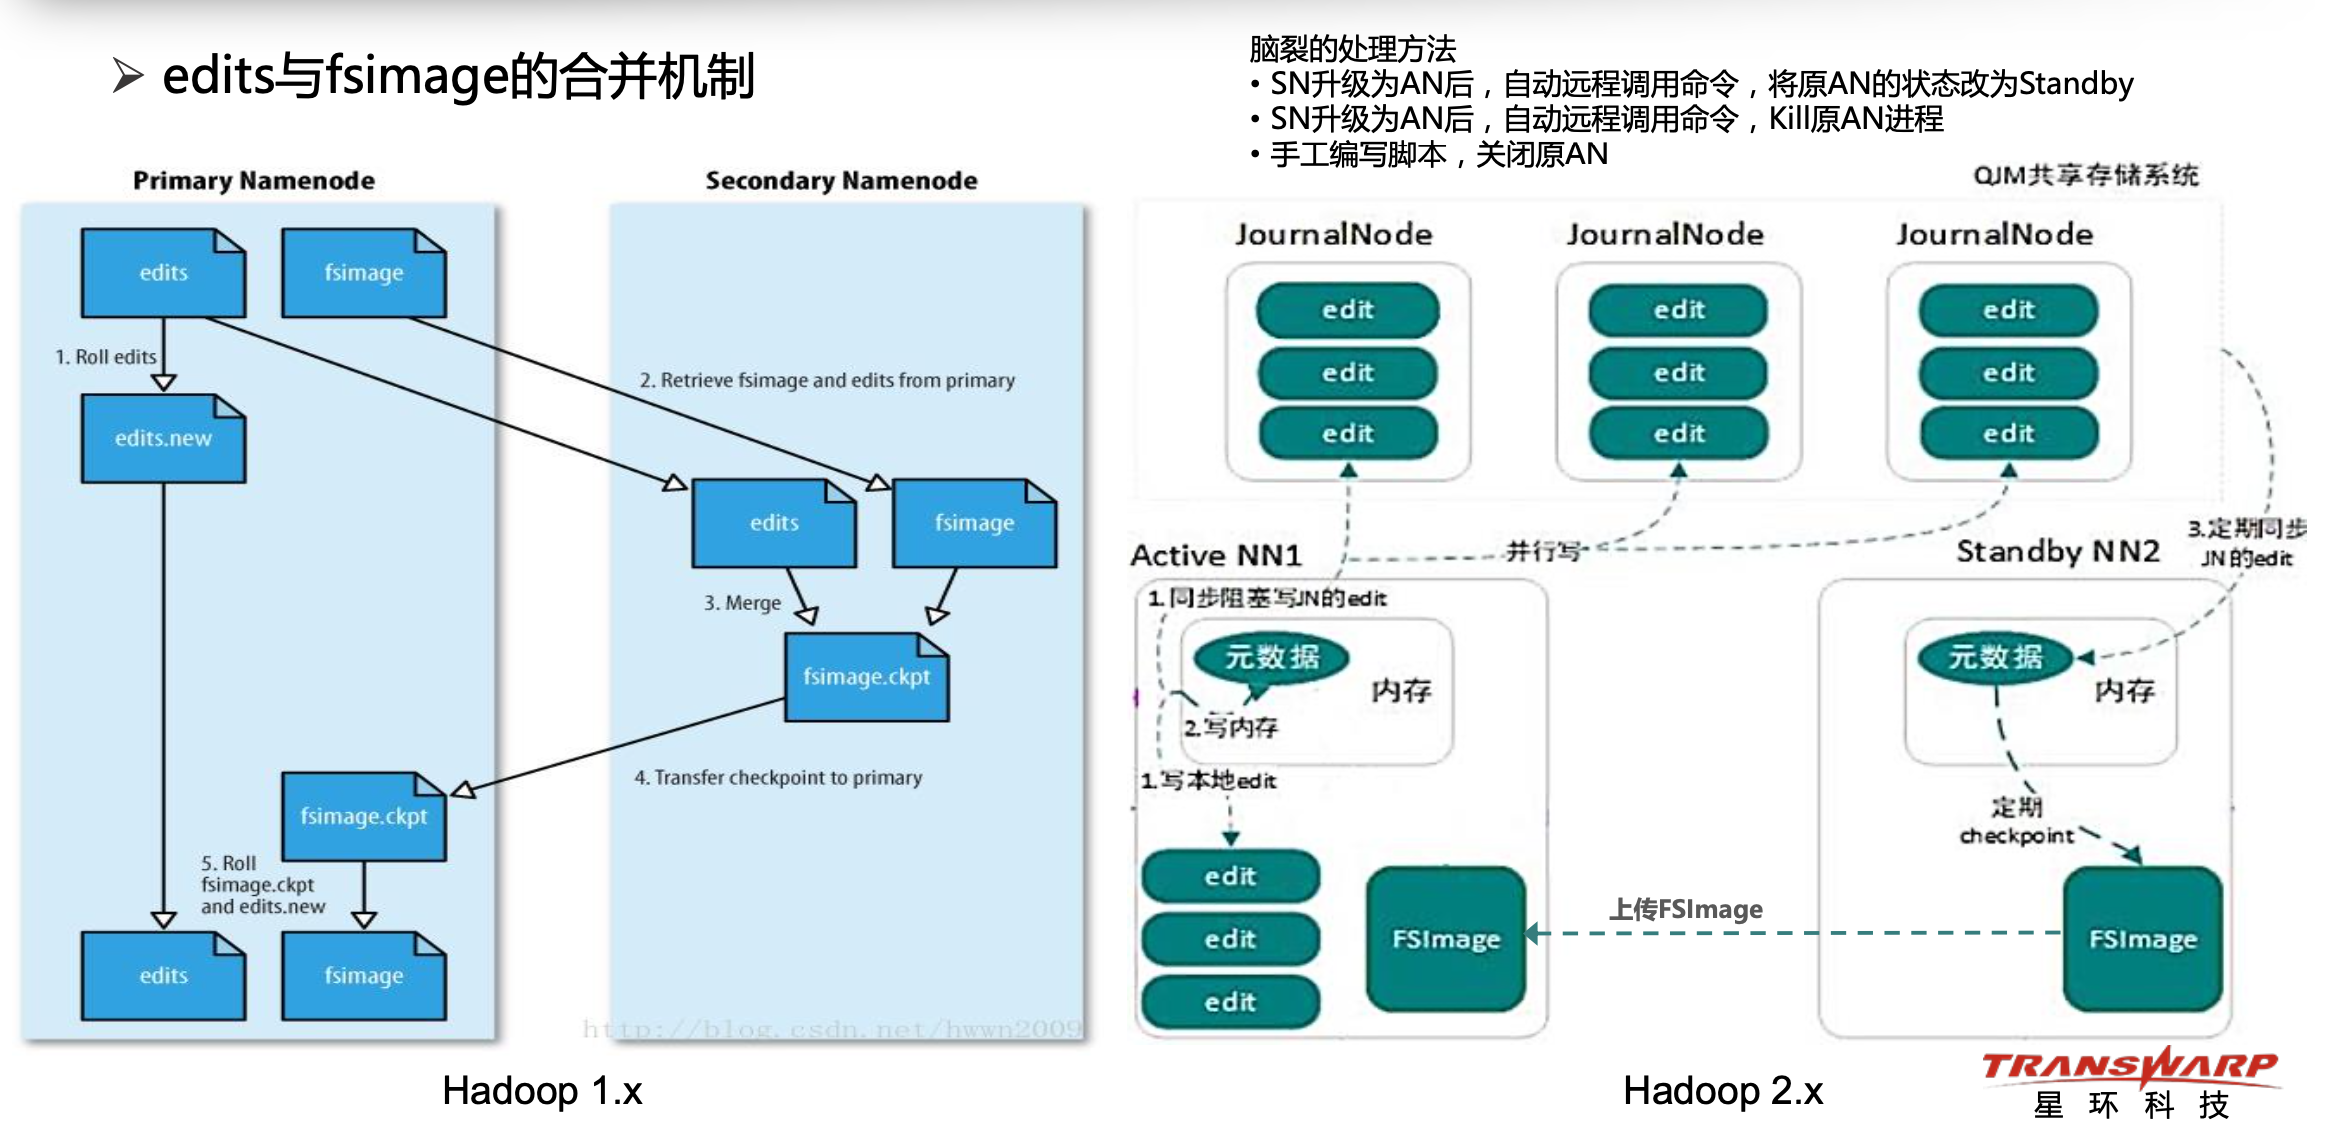 ➢ edits与fsimage的合并机制
脑裂的处理方法
• SN升级为AN后，自动远程调用命令，将原AN的状态改为Standby
• SN升级为AN后，自动远程调用命令，Kill原AN进程
• 手工编写脚本，关闭原AN
Primary Namenode
Secondary Namenode
edits
fsimage
1. Roll edits
2. Retrieve fsimage and edits from primary
edits.new
edits
fsimage
3. Merge
fsimage.ckpt
4. Transfer checkpoint to primary
fsimage.ckpt
5. Roll
fsimage.ckpt
and edits.new
edits
fsimage
http://blog.csdn.net/hwwn2009
Hadoop 1.x
QJM共享存储系统
JournalNode
JournalNode
JournalNode
edit
edit
edit
edit
edit
edit
edit
edit
edit
并行写
3.定期同步
JN的edit
Active NN1
Standby NN2
1.同步阻塞写JN的edit
元数据
内存
2.写内存
1.写本地edit
edit
edit
edit
FSImage
元数据
内存
定期
checkpoint
上传FSImage
FSImage
Hadoop 2.x
TRANSWARP
星环科技